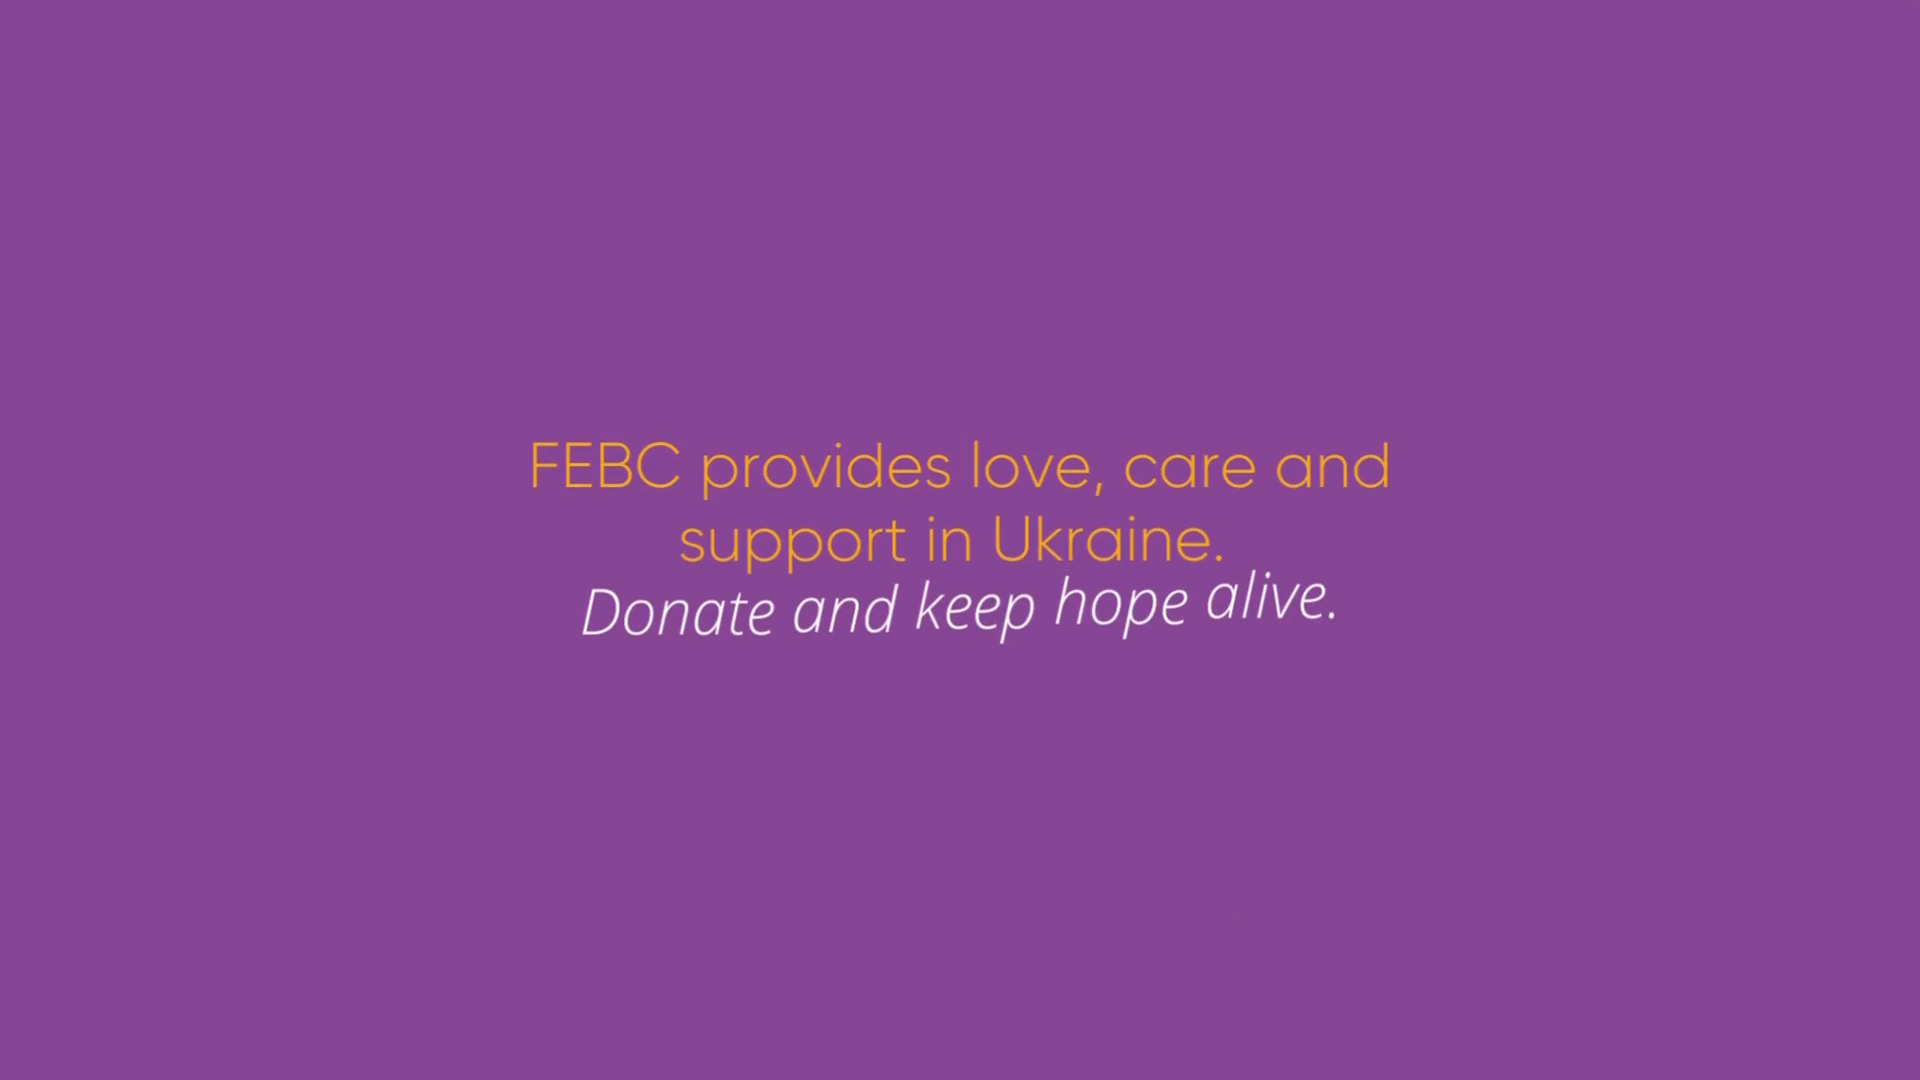 FEBC provides love, care and
support in Ukraine.
Donate and keep hope alive.